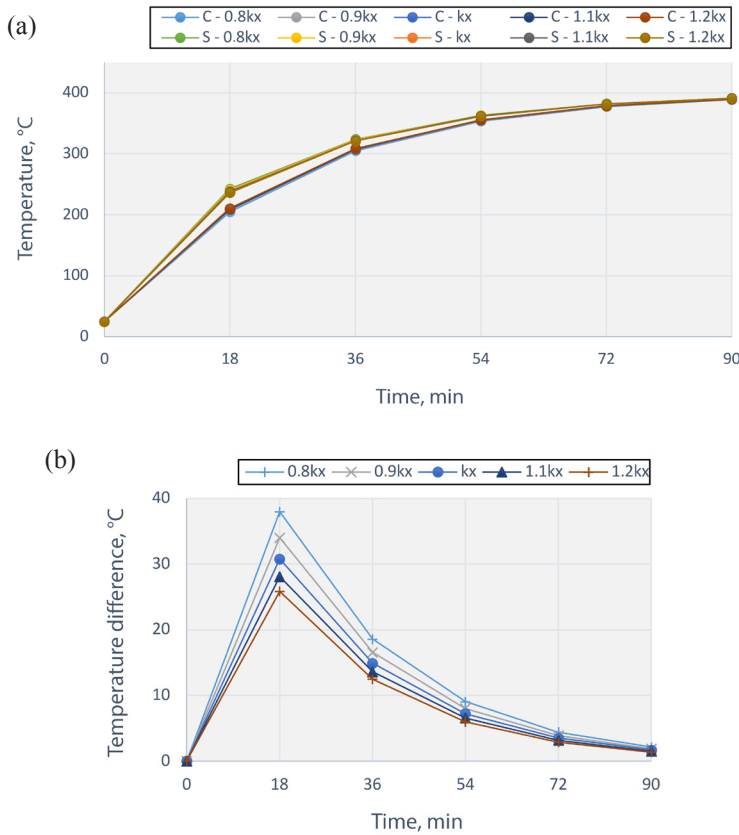 (a)
C - 0.8kx C - 0.9kx C - kx C - 1.1kx C - 1.2kx
S - 0.8kx S - 0.9kx S - kx S - 1.1kx S - 1.2kx
Temperature, °C
400
300
200
100
0
0 18 36 54 72 90
Time, min
(b)
0.8kx 0.9kx kx 1.1kx 1.2kx
Temperature difference, °C
40
30
20
10
0
0 18 36 54 72 90
Time, min